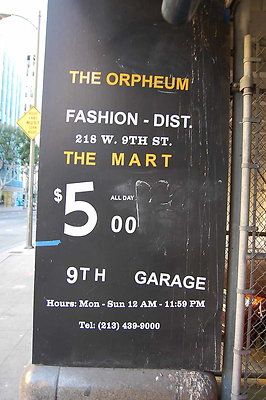 THE ORPHEUM
FASHION - DIST.
218 W. 9TH ST.
THE MART
$5 00 ALL DAY
9TH GARAGE
Hours: Mon - Sun 12 AM - 11:59 PM
Tel: (213) 439-9000